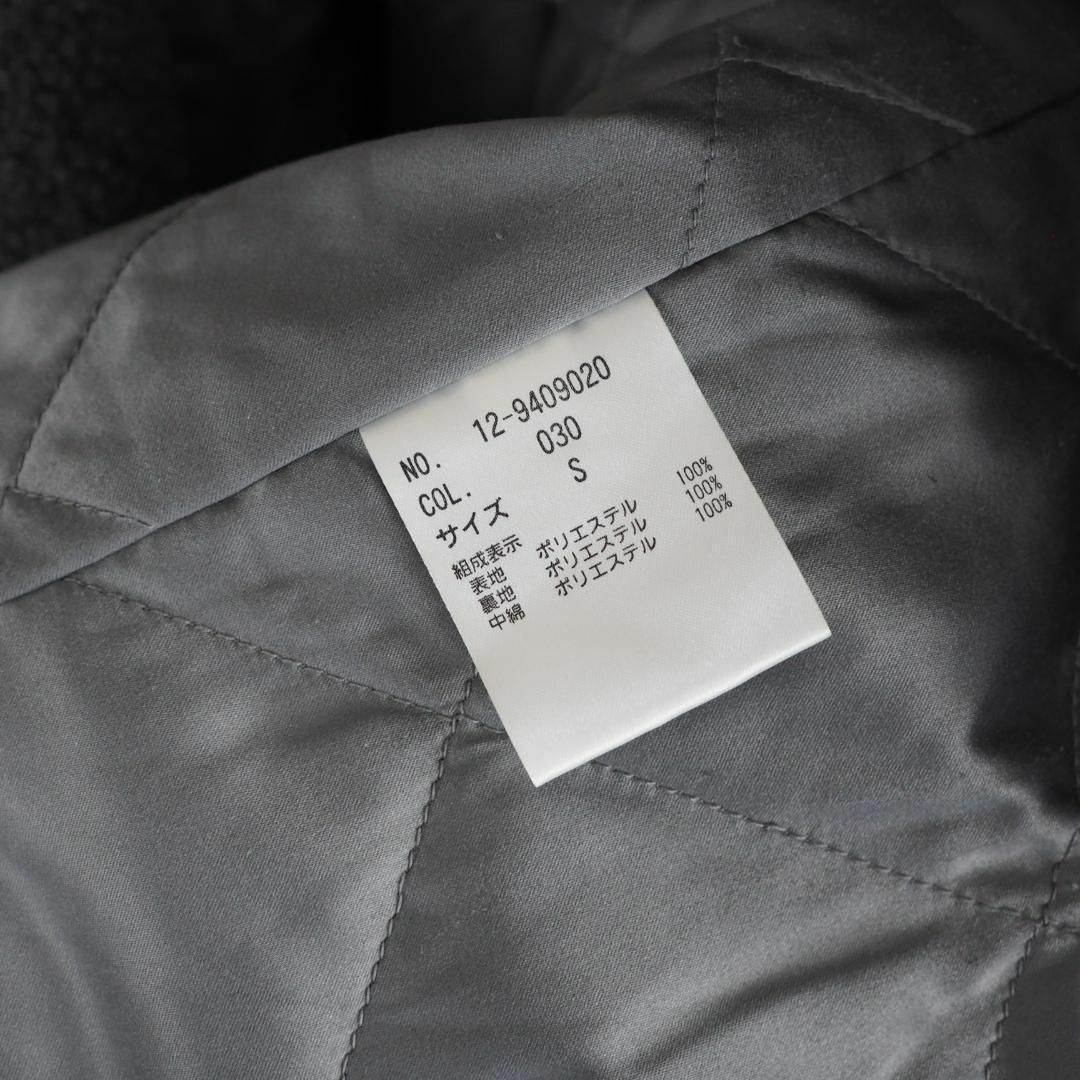 NO. 12-9409020
COL. 030
サイズ S
組成表示
表地 ポリエステル 100%
裏地 ポリエステル 100%
中綿 ポリエステル 100%